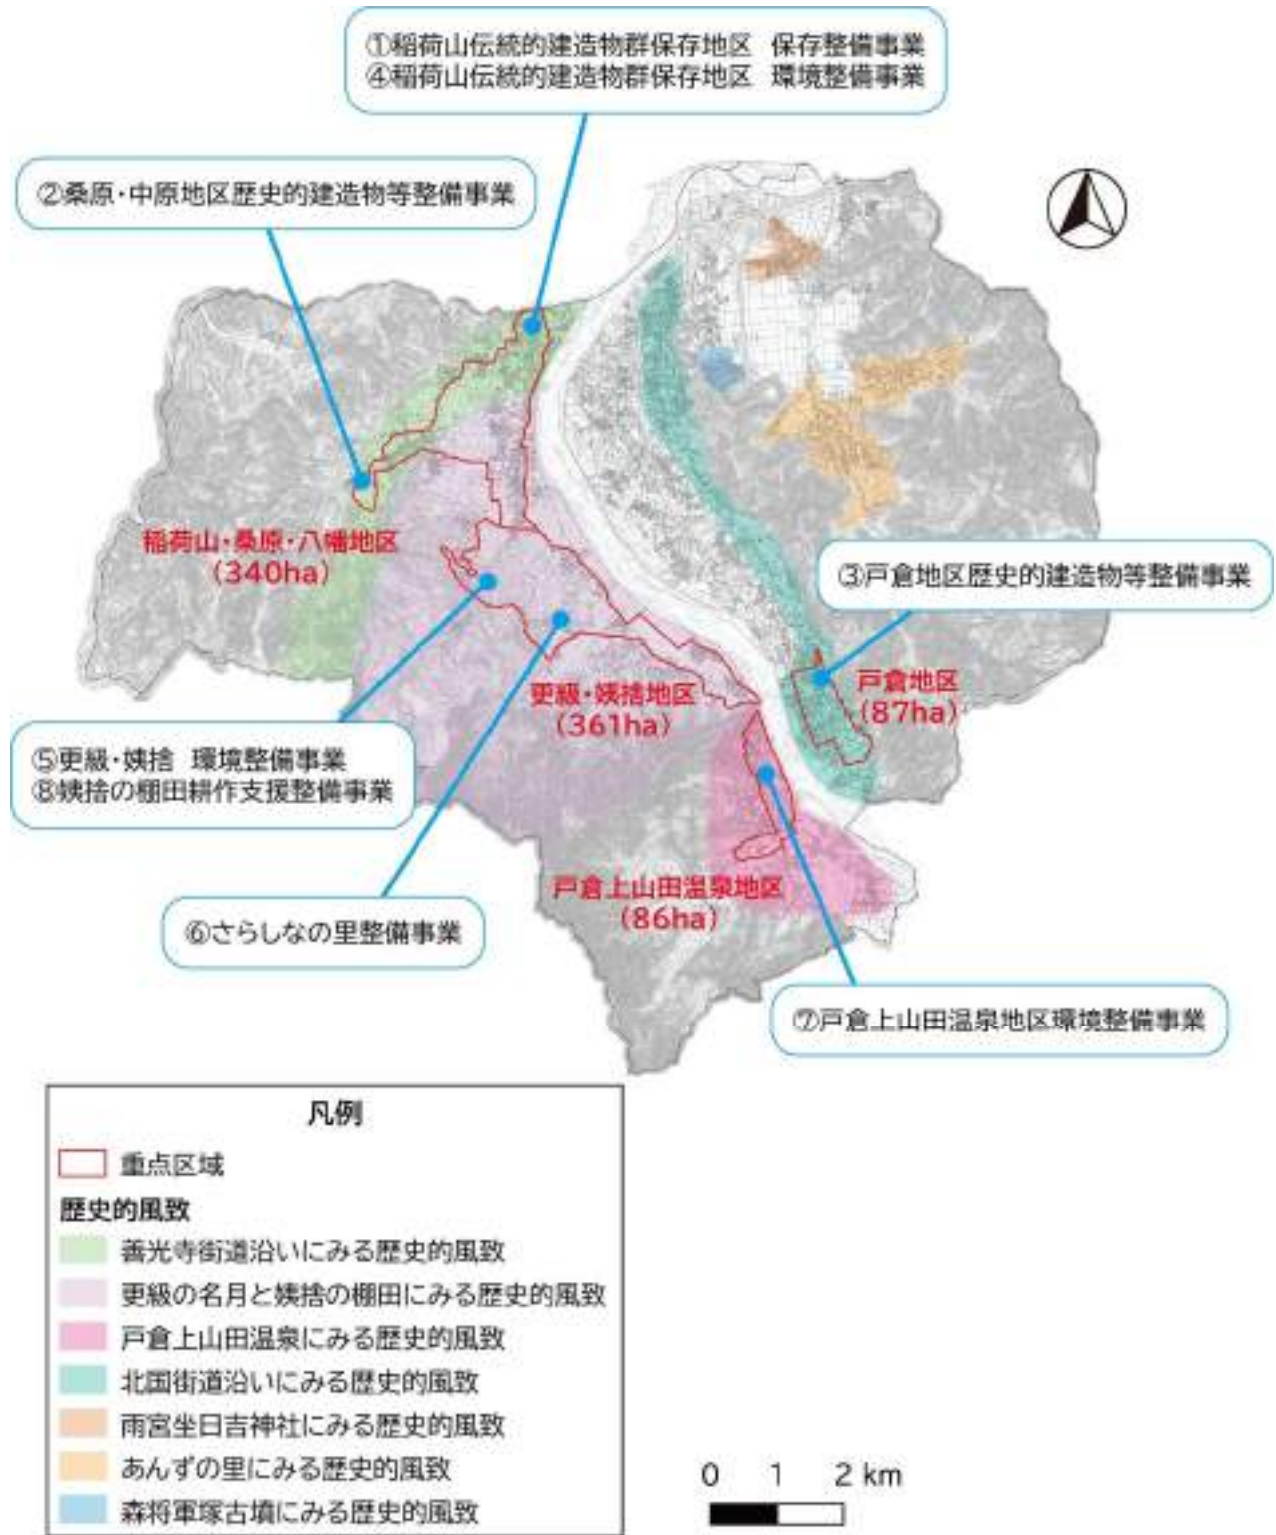 ①稲荷山伝統的建造物群保存地区 保存整備事業
④稲荷山伝統的建造物群保存地区 環境整備事業
②桑原・中原地区歴史的建造物等整備事業
稲荷山・桑原・八幡地区
(340ha)
③戸倉地区歴史的建造物等整備事業
戸倉地区
(87ha)
更級・姨捨地区
(361ha)
⑤更級・姨捨 環境整備事業
⑧姨捨の棚田耕作支援整備事業
戸倉上山田温泉地区
(86ha)
⑥さらしなの里整備事業
⑦戸倉上山田温泉地区環境整備事業
凡例
重点区域
歴史的風致
善光寺街道沿いにみる歴史的風致
更級の名月と姨捨の棚田にみる歴史的風致
戸倉上山田温泉にみる歴史的風致
北国街道沿いにみる歴史的風致
雨宮坐日吉神社にみる歴史的風致
あんずの里にみる歴史的風致
森将軍塚古墳にみる歴史的風致
0 1 2 km